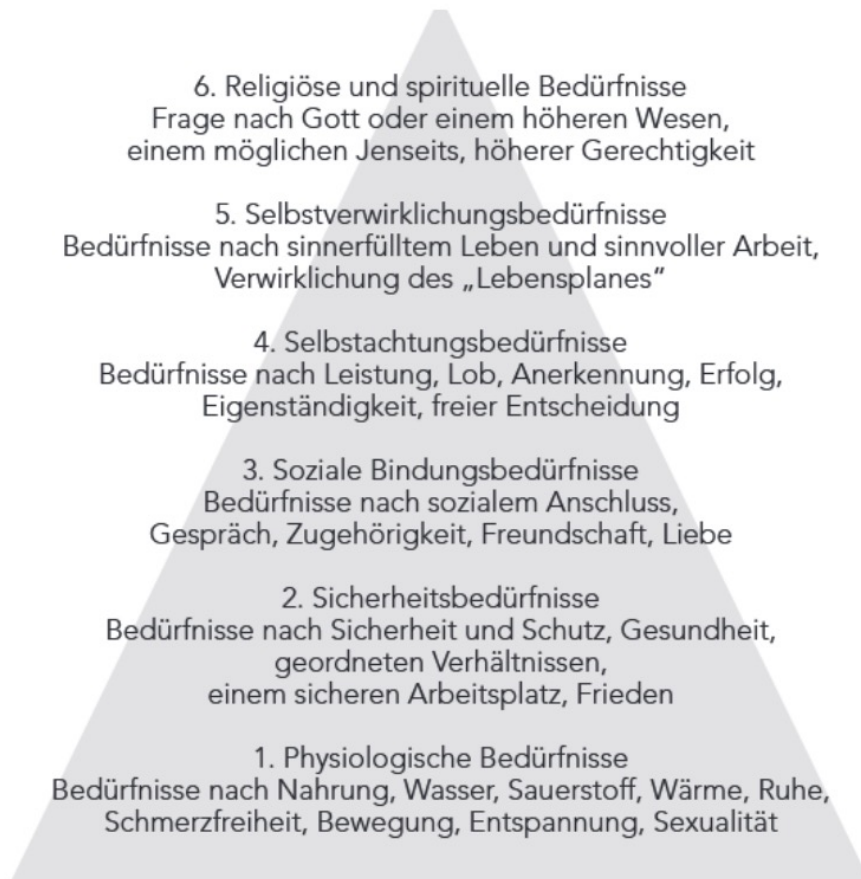 6. Religiöse und spirituelle Bedürfnisse
Frage nach Gott oder einem höheren Wesen,
einem möglichen Jenseits, höherer Gerechtigkeit
5. Selbstverwirklichungsbedürfnisse
Bedürfnisse nach sinnerfülltem Leben und sinnvoller Arbeit,
Verwirklichung des „Lebensplanes“
4. Selbstachtungsbedürfnisse
Bedürfnisse nach Leistung, Lob, Anerkennung, Erfolg,
Eigenständigkeit, freier Entscheidung
3. Soziale Bindungsbedürfnisse
Bedürfnisse nach sozialem Anschluss,
Gespräch, Zugehörigkeit, Freundschaft, Liebe
2. Sicherheitsbedürfnisse
Bedürfnisse nach Sicherheit und Schutz, Gesundheit,
geordneten Verhältnissen,
einem sicheren Arbeitsplatz, Frieden
1. Physiologische Bedürfnisse
Bedürfnisse nach Nahrung, Wasser, Sauerstoff, Wärme, Ruhe,
Schmerzfreiheit, Bewegung, Entspannung, Sexualität